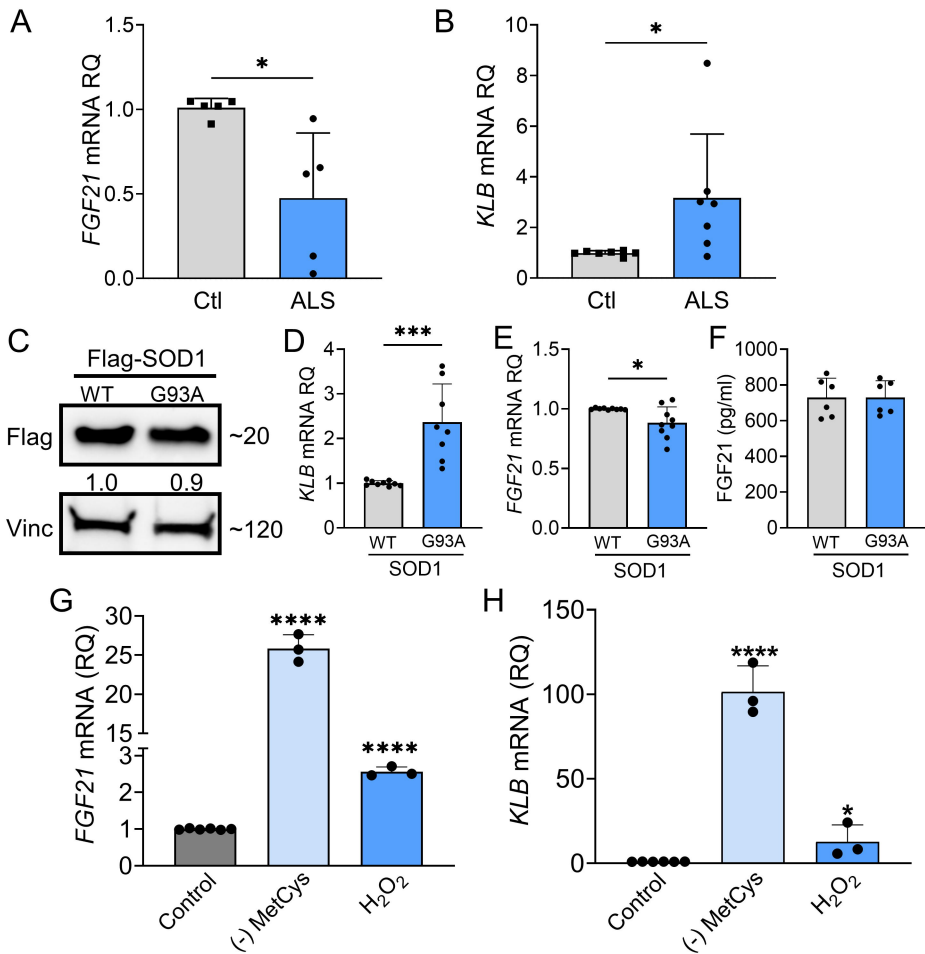 A
FGF21 mRNA RQ
1.5
1.0
0.5
0.0
*
Ctl
ALS
B
KLB mRNA RQ
10
8
6
4
2
0
*
Ctl
ALS
C
Flag-SOD1
WT
G93A
Flag
~20
1.0
0.9
Vinc
~120
D
KLB mRNA RQ
4
3
2
1
0
***
WT
G93A
SOD1
E
FGF21 mRNA RQ
1.5
1.0
0.5
0.0
*
WT
G93A
SOD1
F
FGF21 (pg/ml)
1000
800
600
400
200
0
WT
G93A
SOD1
G
FGF21 mRNA (RQ)
30
25
20
15
3
2
1
0
****
****
Control
(-) MetCys
H₂O₂
H
KLB mRNA (RQ)
150
100
50
0
****
*
Control
(-) MetCys
H₂O₂